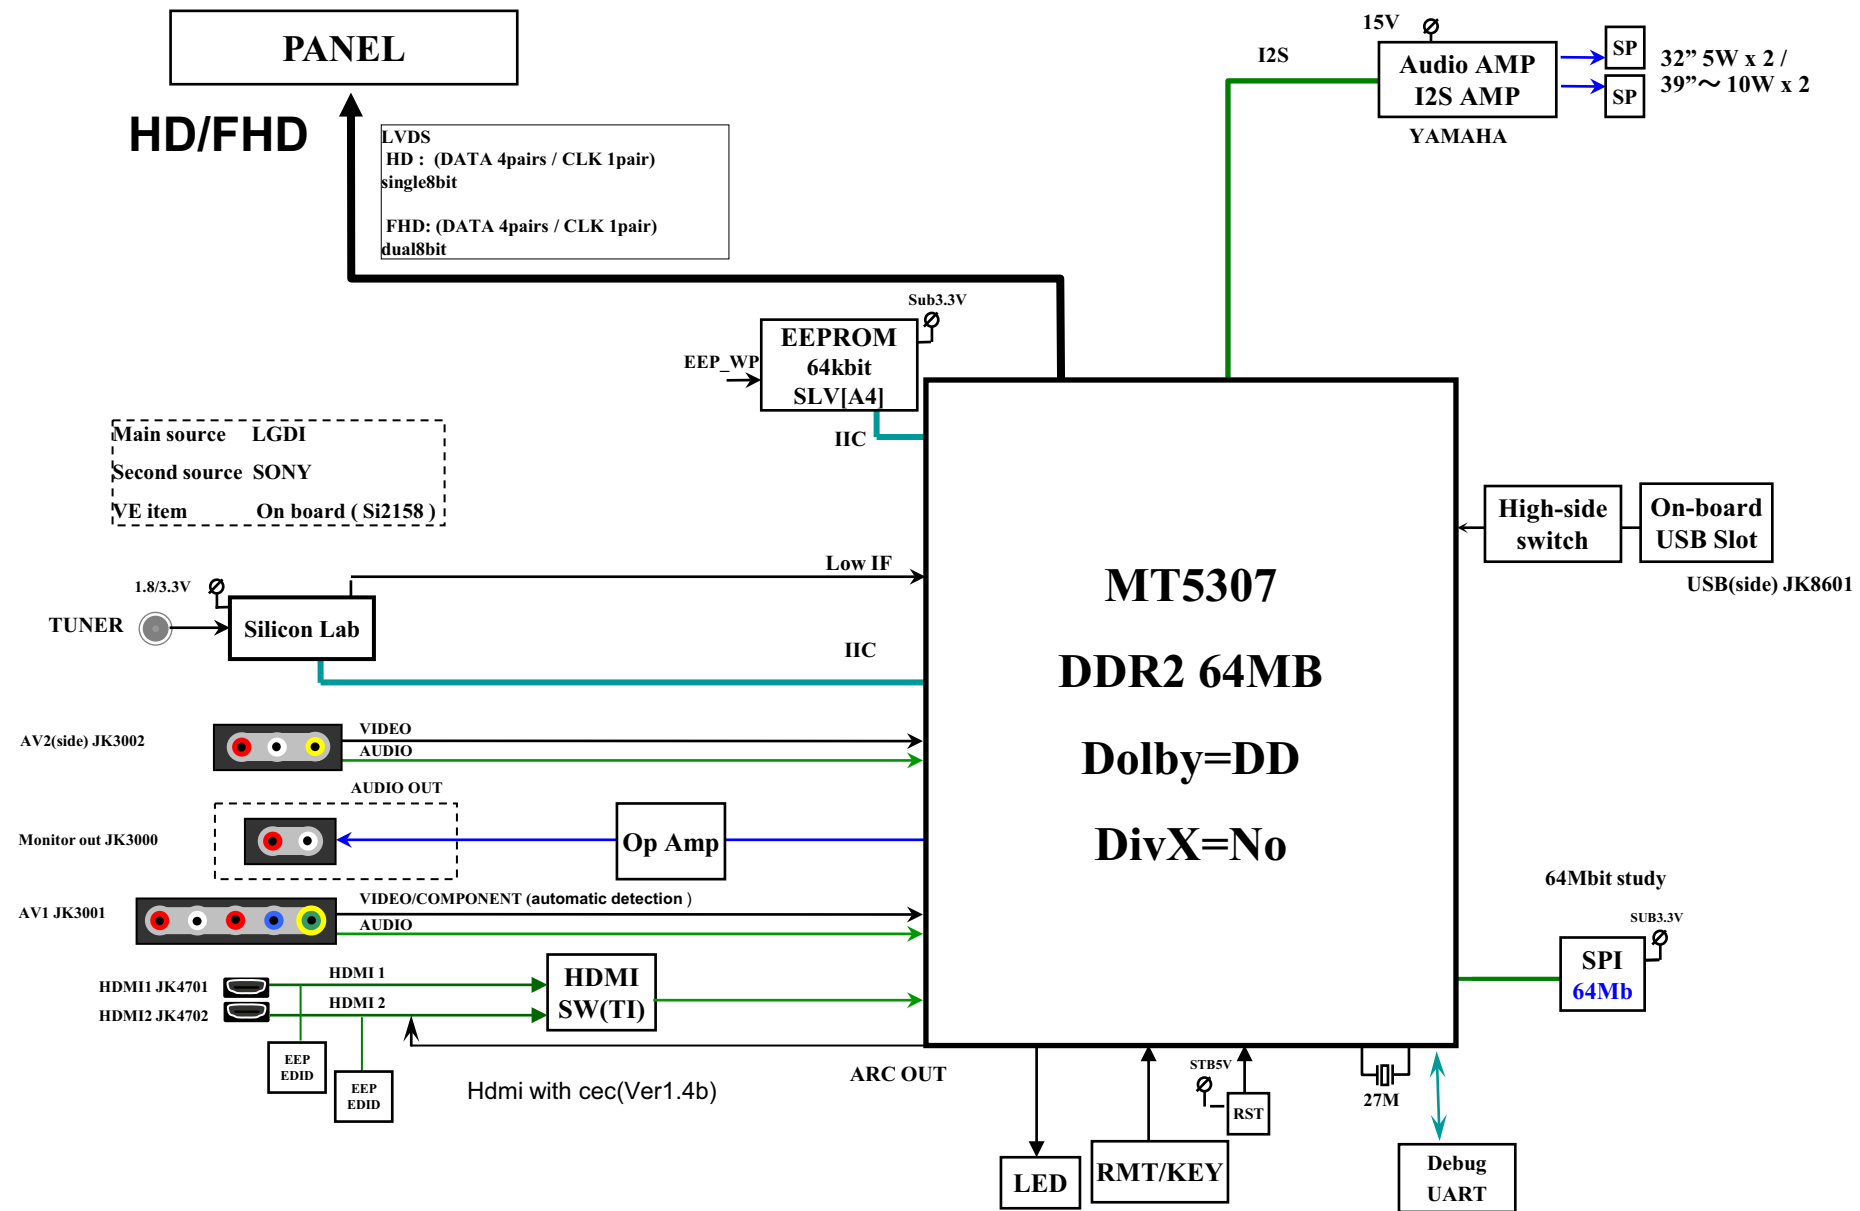 PANEL
HD/FHD
LVDS
HD : (DATA 4pairs / CLK 1pair)
single8bit
FHD: (DATA 4pairs / CLK 1pair)
dual8bit
15V
I2S
Audio AMP
I2S AMP
YAMAHA
SP
SP
32” 5W x 2 /
39”～ 10W x 2
Sub3.3V
EEPROM
64kbit
SLV[A4]
EEP_WP
IIC
Main source LGDI
Second source SONY
VE item On board ( Si2158 )
1.8/3.3V
TUNER
Silicon Lab
Low IF
IIC
MT5307
DDR2 64MB
Dolby=DD
DivX=No
High-side
switch
On-board
USB Slot
USB(side) JK8601
AV2(side) JK3002
VIDEO
AUDIO
AUDIO OUT
Monitor out JK3000
Op Amp
AV1 JK3001
VIDEO/COMPONENT (automatic detection )
AUDIO
HDMI1 JK4701
HDMI2 JK4702
HDMI 1
HDMI 2
HDMI
SW(TI)
EEP
EDID
EEP
EDID
Hdmi with cec(Ver1.4b)
ARC OUT
64Mbit study
SUB3.3V
SPI
64Mb
STB5V
RST
27M
LED
RMT/KEY
Debug
UART